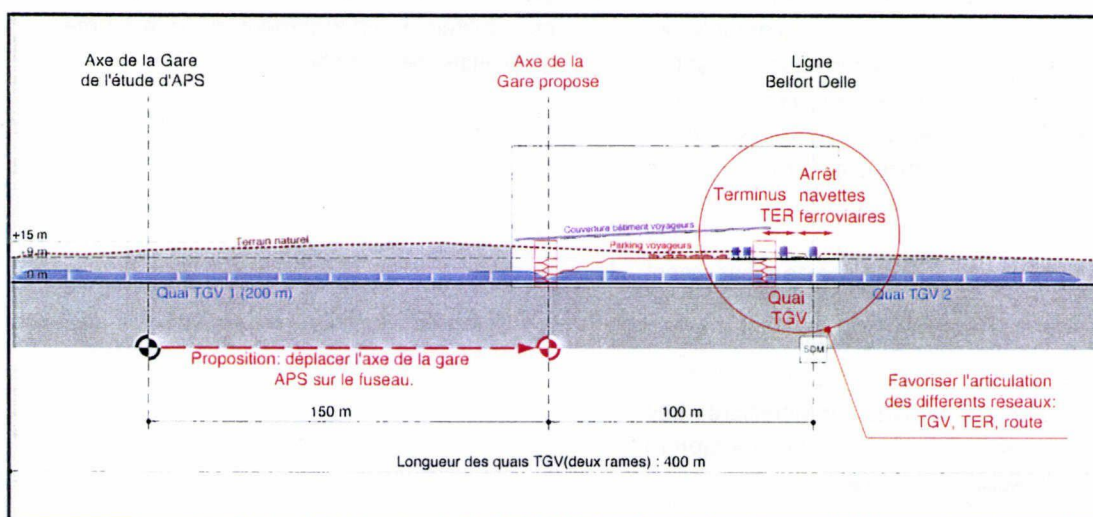 Axe de la Gare
de l'étude d'APS
Axe de la
Gare propose
Ligne
Belfort Delle
Arrêt
Terminus navettes
TER ferroviaires
+15 m
Couverture bâtiment voyageurs
Terrain naturel
Parking voyageurs
9 m
0 m
Quai TGV 1 (200 m)
Quai
TGV
Quai TGV 2
Proposition: déplacer l'axe de la gare
APS sur le fuseau.
Favoriser l'articulation
des differents reseaux:
TGV, TER, route
150 m
100 m
Longueur des quais TGV(deux rames) : 400 m